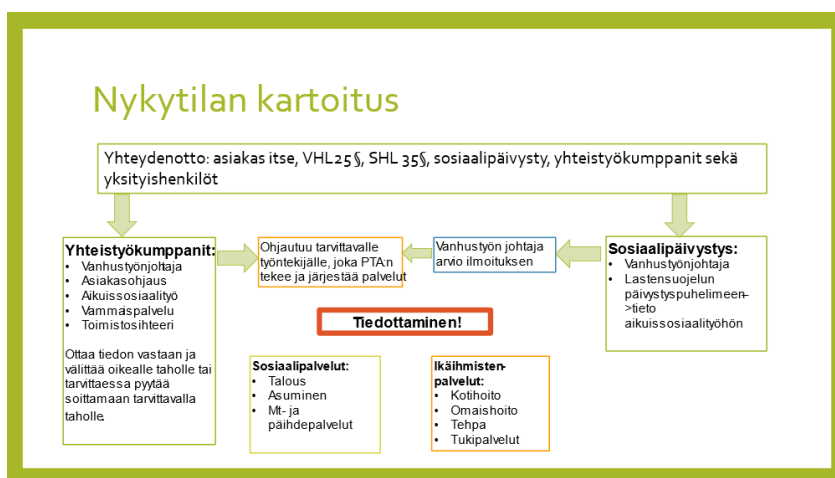 Nykytilan kartoitus
Yhteydenotto: asiakas itse, VHL25§, SHL 35§, sosiaalipäivysty, yhteistyökumppanit sekä
yksityishenkilöt
Yhteistyökumppanit:
• Vanhustyönjohtaja
• Asiakasohjaus
• Aikuissosiaalityö
• Vammaispalvelu
• Toimistosihteeri
Ottaa tiedon vastaan ja
välittää oikealle taholle tai
tarvittaessa pyytää
soittamaan tarvittavalla
taholle.
Ohjautuu tarvittavalle
työntekijälle, joka PTA:n
tekee ja järjestää palvelut
Vanhustyön johtaja
arvio ilmoituksen
Sosiaalipäivystys:
• Vanhustyönjohtaja
• Lastensuojelun
päivystyspuhelimeen–
>tieto
aikuissosiaalityöhön
Tiedottaminen!
Sosiaalipalvelut:
• Talous
• Asuminen
• Mt- ja
päihdepalvelut
Ikäihmisten-
palvelut:
• Kotihoito
• Omaishoito
• Tehpa
• Tukipalvelut